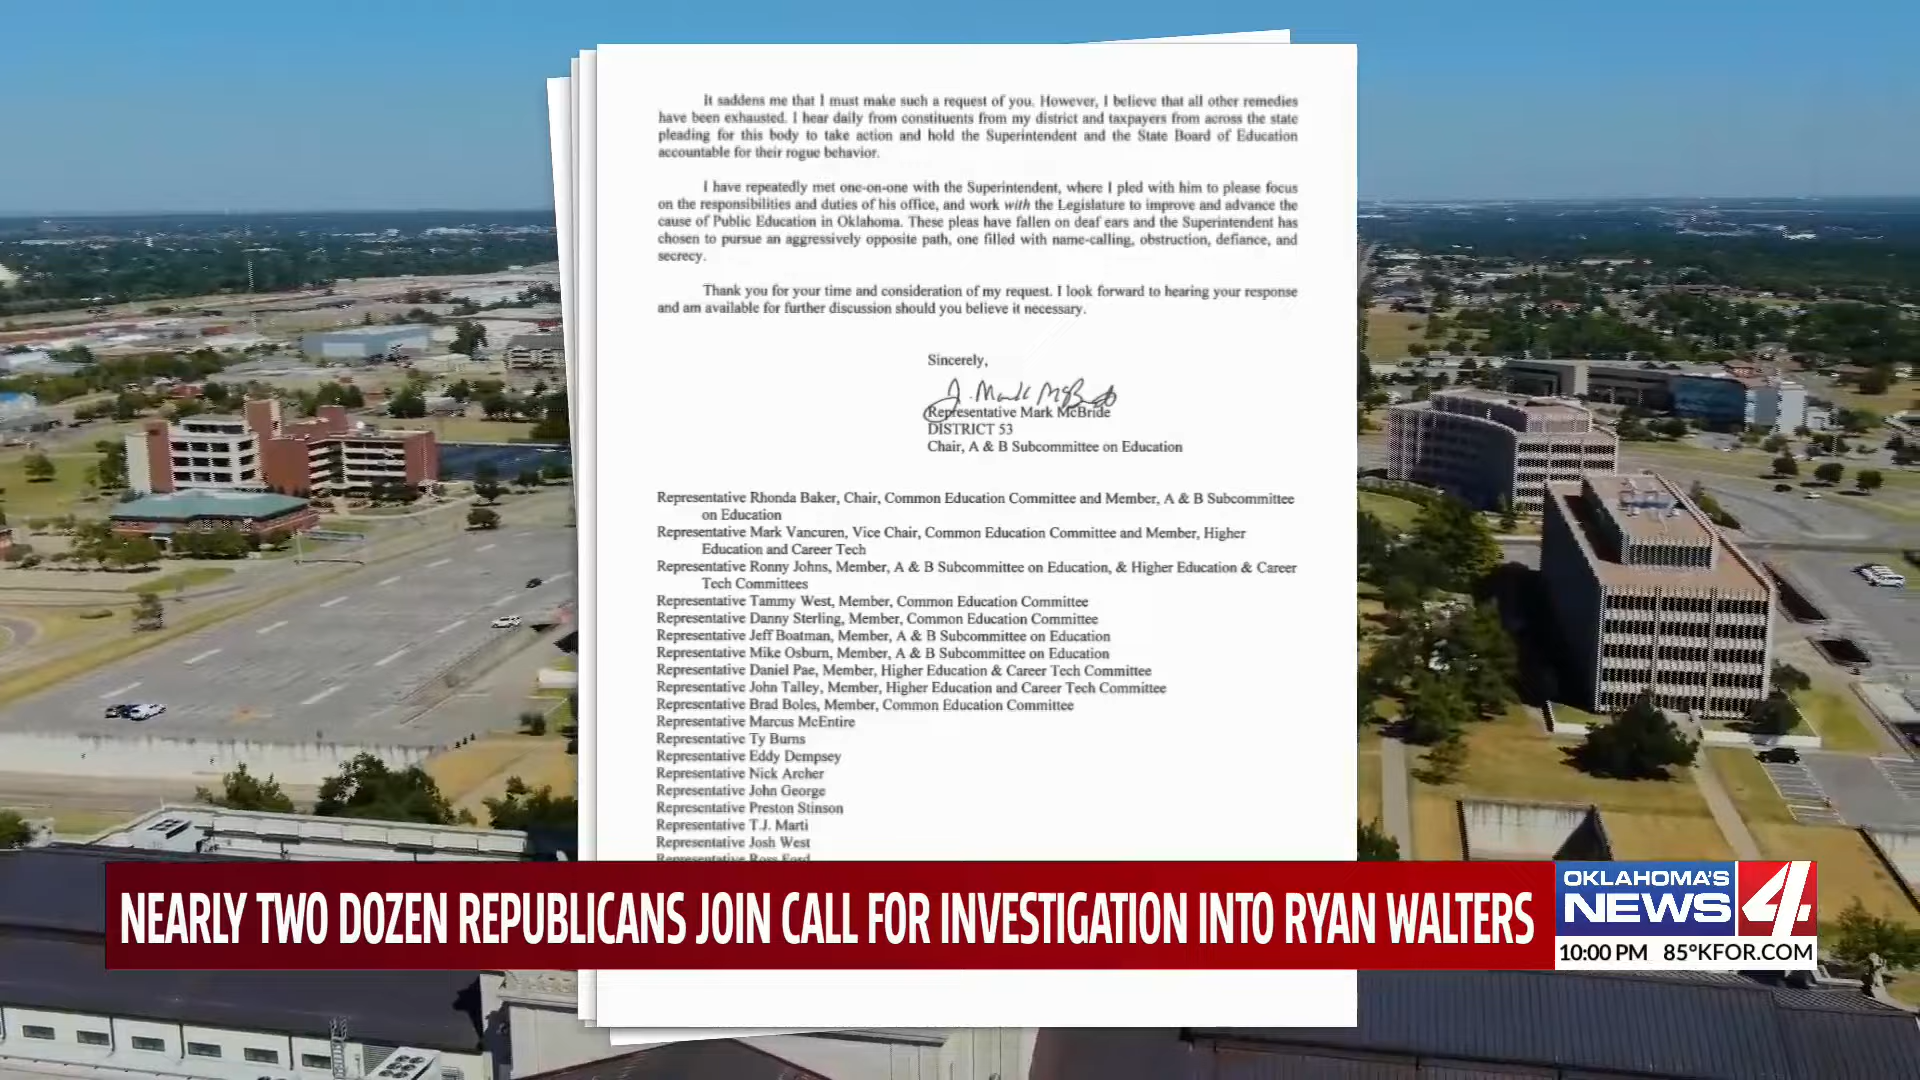 It saddens me that I must make such a request of you. However, I believe that all other remedies
have been exhausted. I hear daily from constituents from my district and taxpayers from across the state
pleading for this body to take action and hold the Superintendent and the State Board of Education
accountable for their rogue behavior.
I have repeatedly met one-on-one with the Superintendent, where I pled with him to please focus
on the responsibilities and duties of his office, and work with the Legislature to improve and advance the
cause of Public Education in Oklahoma. These pleas have fallen on deaf ears and the Superintendent has
chosen to pursue an aggressively opposite path, one filled with name-calling, obstruction, defiance, and
secrecy.
Thank you for your time and consideration of my request. I look forward to hearing your response
and am available for further discussion should you believe it necessary.
Sincerely,
J. Mark McBride
Representative Mark McBride
DISTRICT 53
Chair, A & B Subcommittee on Education
Representative Rhonda Baker, Chair, Common Education Committee and Member, A & B Subcommittee
on Education
Representative Mark Vancuren, Vice Chair, Common Education Committee and Member, Higher
Education and Career Tech
Representative Ronny Johns, Member, A & B Subcommittee on Education, & Higher Education & Career
Tech Committees
Representative Tammy West, Member, Common Education Committee
Representative Danny Sterling, Member, Common Education Committee
Representative Jeff Boatman, Member, A & B Subcommittee on Education
Representative Mike Osburn, Member, A & B Subcommittee on Education
Representative Daniel Pae, Member, Higher Education & Career Tech Committee
Representative John Talley, Member, Higher Education and Career Tech Committee
Representative Brad Boles, Member, Common Education Committee
Representative Marcus McEntire
Representative Ty Burns
Representative Eddy Dempsey
Representative Nick Archer
Representative John George
Representative Preston Stinson
Representative T.J. Marti
Representative Josh West
Representative Ross Ford
NEARLY TWO DOZEN REPUBLICANS JOIN CALL FOR INVESTIGATION INTO RYAN WALTERS
OKLAHOMA'S
NEWS 4
10:00 PM 85° KFOR.COM